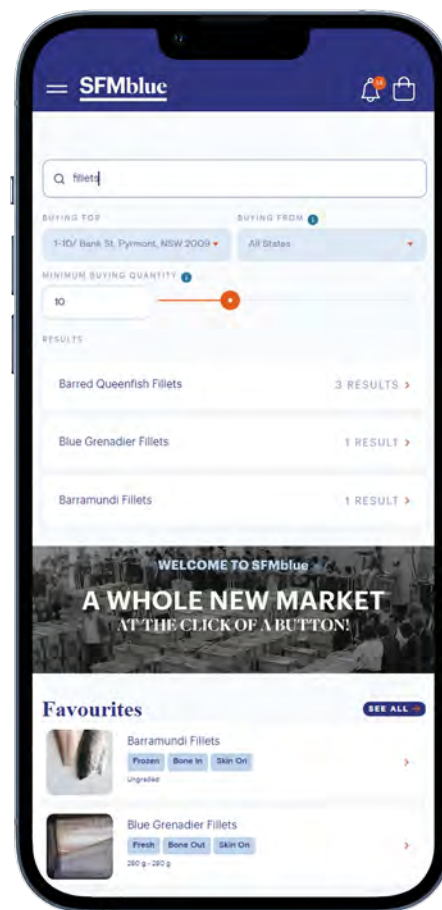 SFMblue
14
fillets
BUYING FOR
BUYING FROM i
1-10/ Bank St, Pyrmont, NSW 2009
All States
MINIMUM BUYING QUANTITY i
10
RESULTS
Barred Queenfish Fillets 3 RESULTS >
Blue Grenadier Fillets 1 RESULT >
Barramundi Fillets 1 RESULT >
WELCOME TO SFMblue
A WHOLE NEW MARKET
AT THE CLICK OF A BUTTON!
Favourites SEE ALL
Barramundi Fillets
Frozen Bone In Skin On
Ungraded
Blue Grenadier Fillets
Fresh Bone Out Skin On